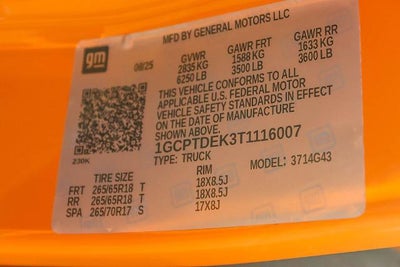 MFD BY GENERAL MOTORS LLC
gm
08/25 GVWR GAWR FRT GAWR RR
2835 KG 1588 KG 1633 KG
6250 LB 3500 LB 3600 LB
THIS VEHICLE CONFORMS TO ALL
APPLICABLE U.S. FEDERAL MOTOR
VEHICLE SAFETY STANDARDS IN EFFECT
ON THE DATE OF MANUFACTURE
SHOWN ABOVE.
1GCPTDEK3T1116007
TYPE: TRUCK MODEL: 3714G43
230K
TIRE SIZE RIM
FRT 265/65R18 T 18X8.5J
RR 265/65R18 T 18X8.5J
SPA 265/70R17 S 17X8J